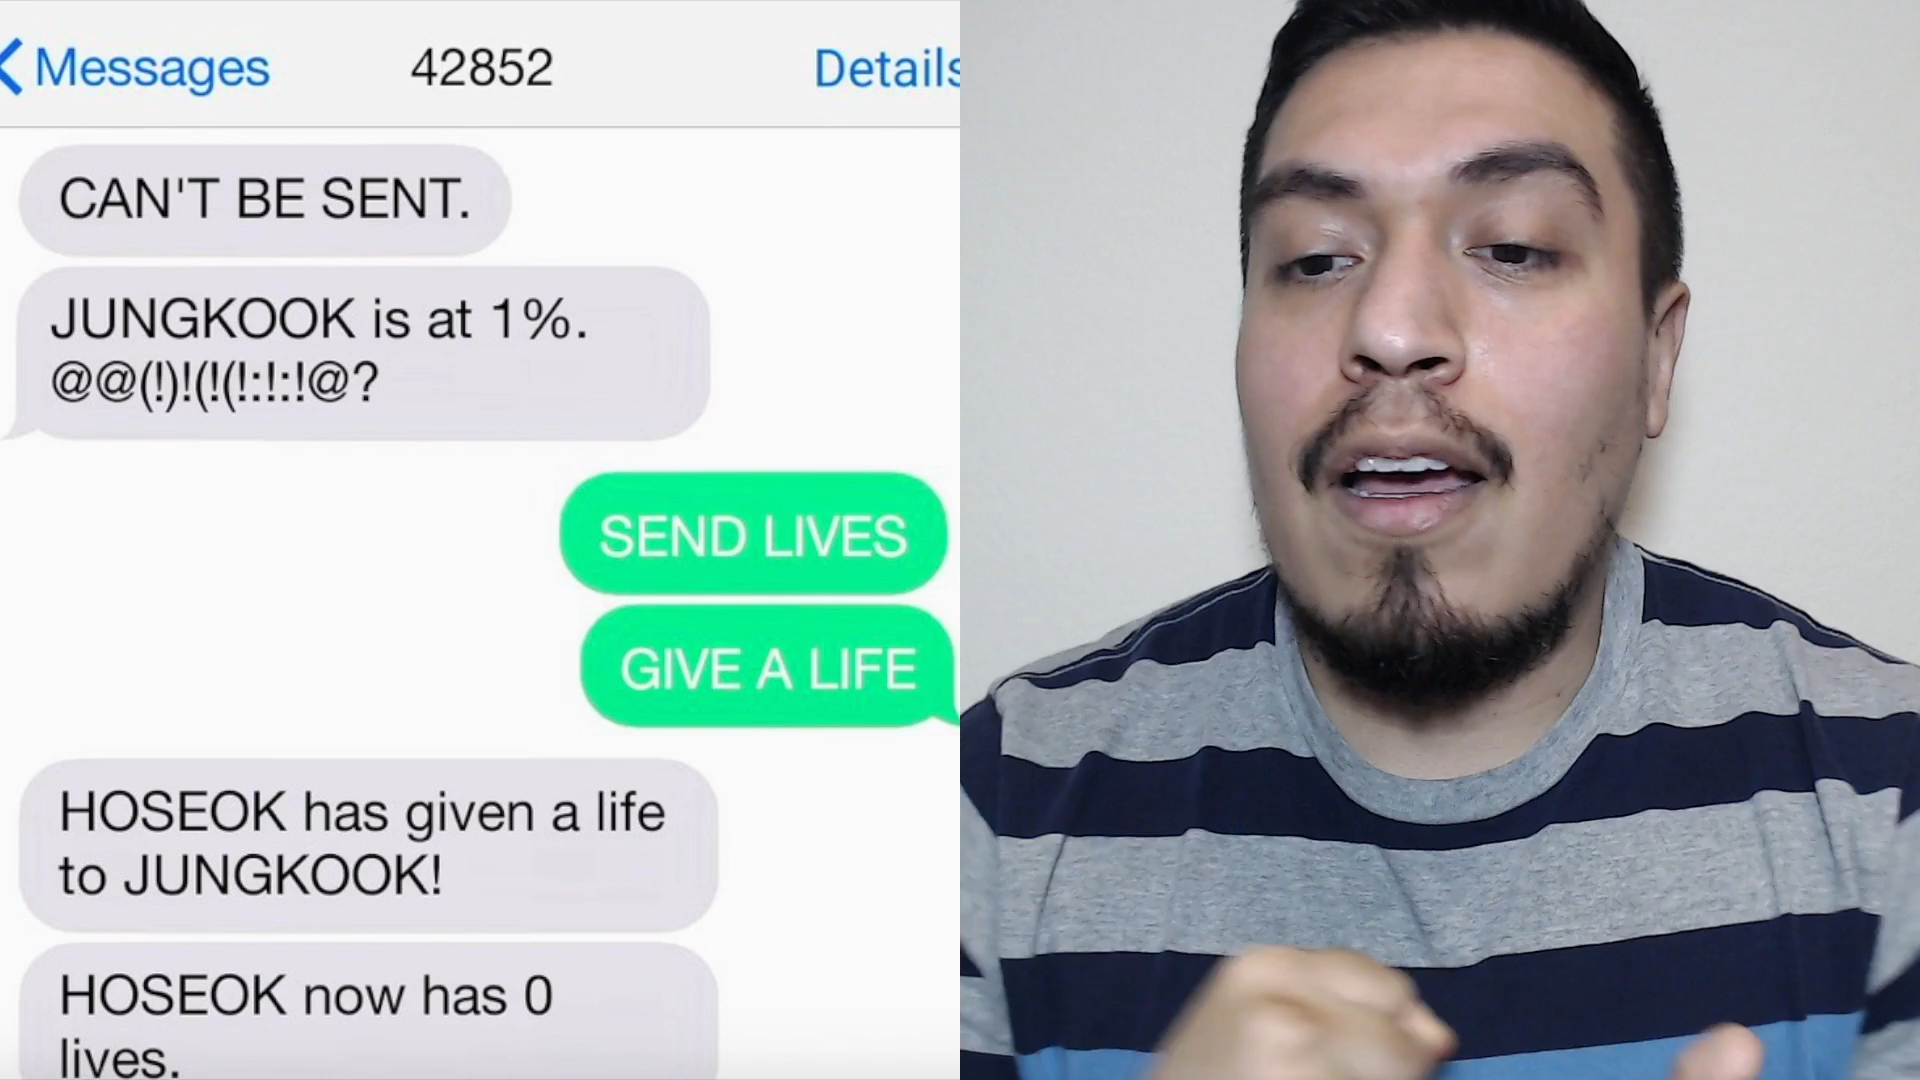 Messages 42852 Details
CAN'T BE SENT.
JUNGKOOK is at 1%.
@@(!)!(!(!:!:!@?
SEND LIVES
GIVE A LIFE
HOSEOK has given a life
to JUNGKOOK!
HOSEOK now has 0
lives.